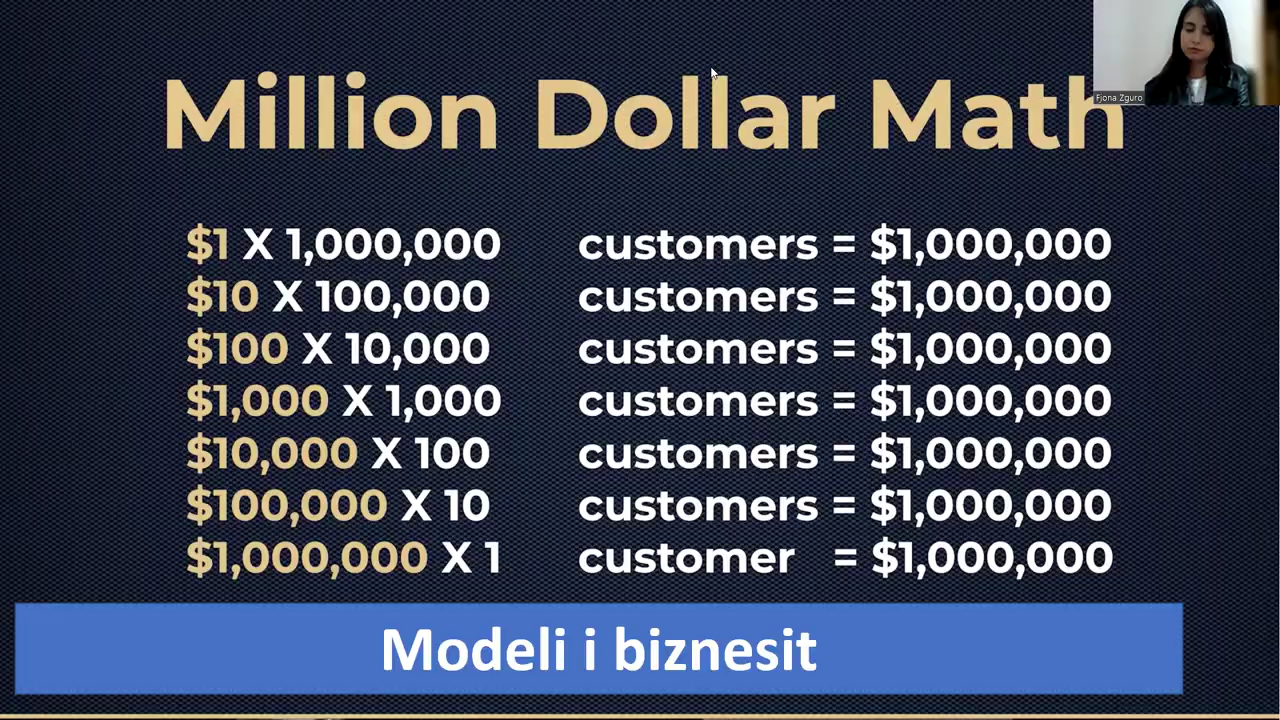 Million Dollar Math
Fjona Zguro
$1 X 1,000,000 customers = $1,000,000
$10 X 100,000 customers = $1,000,000
$100 X 10,000 customers = $1,000,000
$1,000 X 1,000 customers = $1,000,000
$10,000 X 100 customers = $1,000,000
$100,000 X 10 customers = $1,000,000
$1,000,000 X 1 customer = $1,000,000
Modeli i biznesit